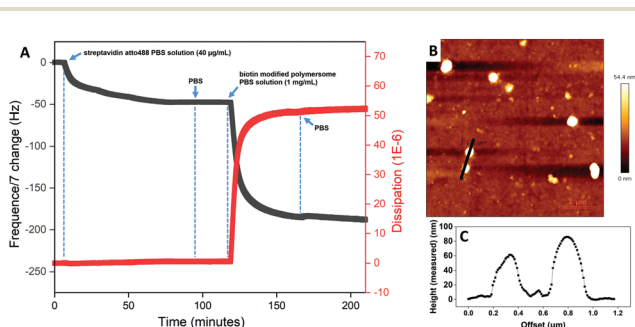 A
streptavidin atto488 PBS solution (40 µg/mL)
PBS
biotin modified polymersome
PBS solution (1 mg/mL)
PBS
Frequence/7 change (Hz)
0
-50
-100
-150
-200
-250
0 50 100 150 200
Time (minutes)
70
60
50
40
30
20
10
0
-10
Dissipation (1E-6)
B
54.4 nm
0 nm
1 µm
C
Height (measured) (nm)
100
80
60
40
20
0
0.0 0.2 0.4 0.6 0.8 1.0 1.2
Offset (µm)